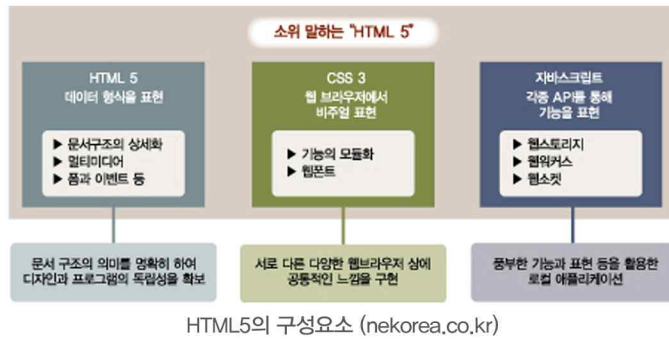 소위 말하는 "HTML 5"
HTML 5
데이터 형식을 표현
▶ 문서구조의 상세화
▶ 멀티미디어
▶ 폼과 이벤트 등
문서 구조의 의미를 명확히 하여
디자인과 프로그램의 독립성을 확보
CSS 3
웹 브라우저에서
비주얼 표현
▶ 기능의 모듈화
▶ 웹폰트
서로 다른 다양한 웹브라우저 상에
공통적인 느낌을 구현
자바스크립트
각종 API를 통해
기능을 표현
▶ 웹스토리지
▶ 웹워커스
▶ 웹소켓
풍부한 기능과 표현 등을 활용한
로컬 애플리케이션
HTML5의 구성요소 (nekorea.co.kr)